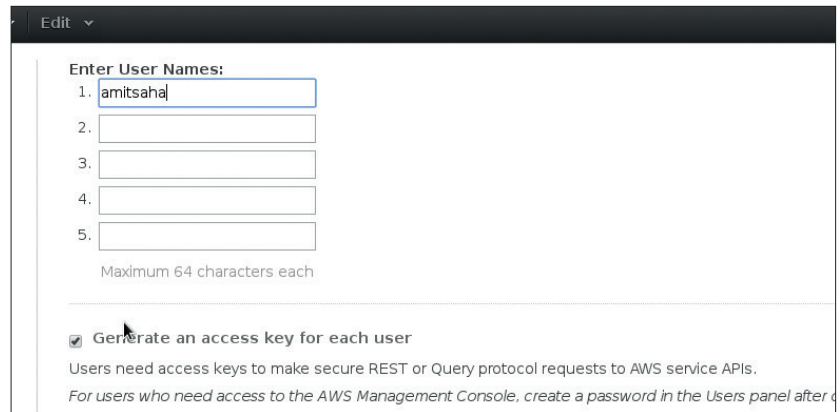 Edit
Enter User Names:
1. amitsaha
2.
3.
4.
5.
Maximum 64 characters each
Generate an access key for each user
Users need access keys to make secure REST or Query protocol requests to AWS service APIs.
For users who need access to the AWS Management Console, create a password in the Users panel after